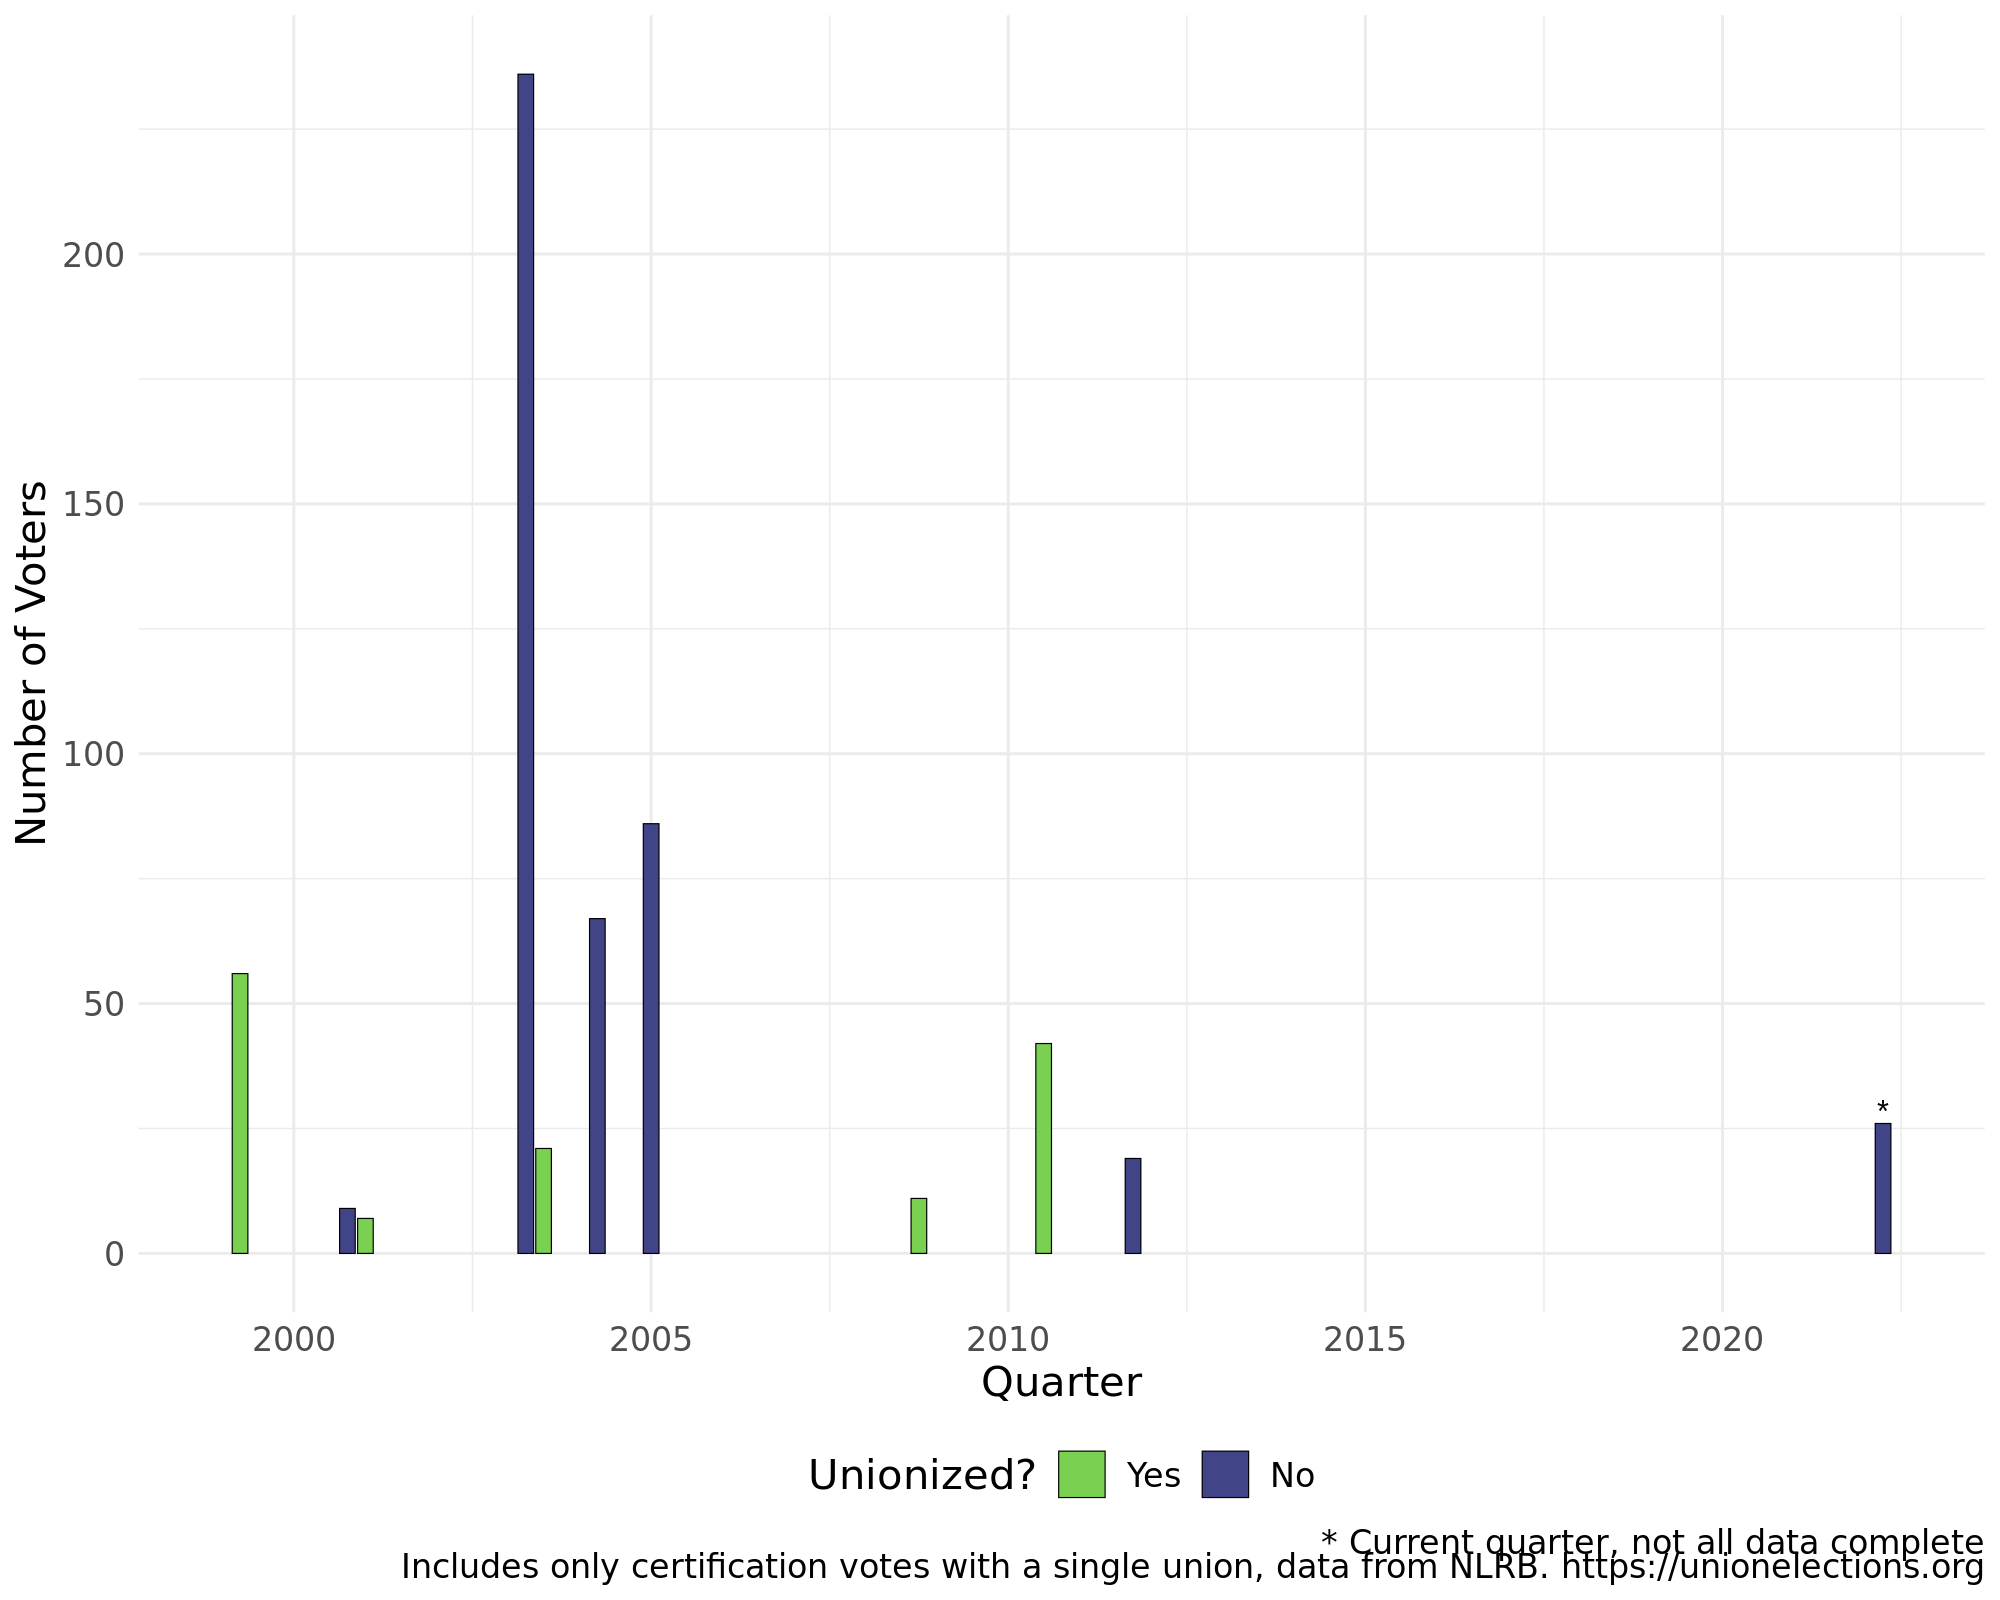 Number of Voters
200
150
100
50
0
*
2000 2005 2010 2015 2020
Quarter
Unionized? Yes No
* Current quarter, not all data complete
Includes only certification votes with a single union, data from NLRB. https://unionelections.org